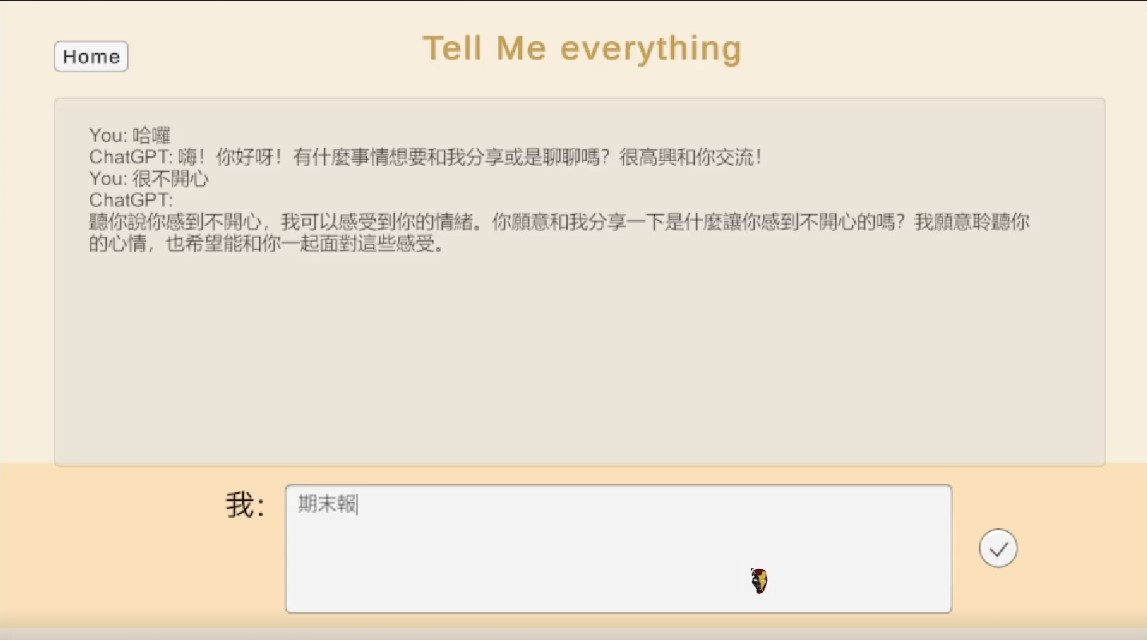 Home
Tell Me everything
You: 哈囉
ChatGPT: 嗨！你好呀！有什麼事情想要和我分享或是聊聊嗎？很高興和你交流！
You: 很不開心
ChatGPT:
聽你說你感到不開心，我可以感受到你的情緒。你願意和我分享一下是什麼讓你感到不開心的嗎？我願意聆聽你
的心情，也希望能和你一起面對這些感受。
我：
期末報